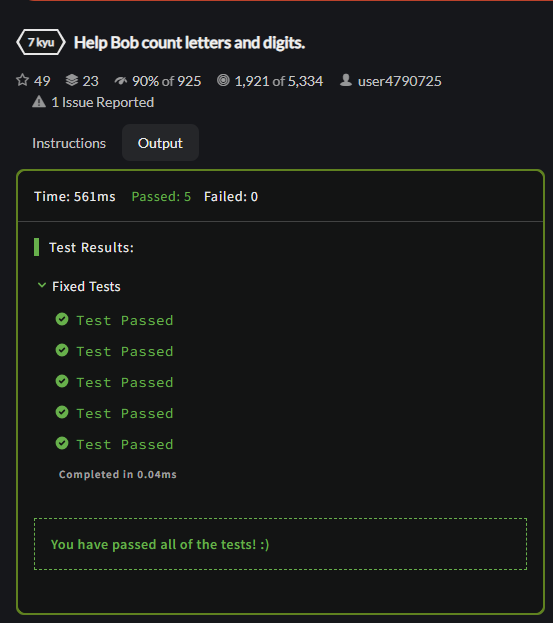 7 kyu Help Bob count letters and digits.
49 23 90% of 925 1,921 of 5,334 user4790725
1 Issue Reported
Instructions Output
Time: 561ms Passed: 5 Failed: 0
Test Results:
Fixed Tests
Test Passed
Test Passed
Test Passed
Test Passed
Test Passed
Completed in 0.04ms
You have passed all of the tests! :)